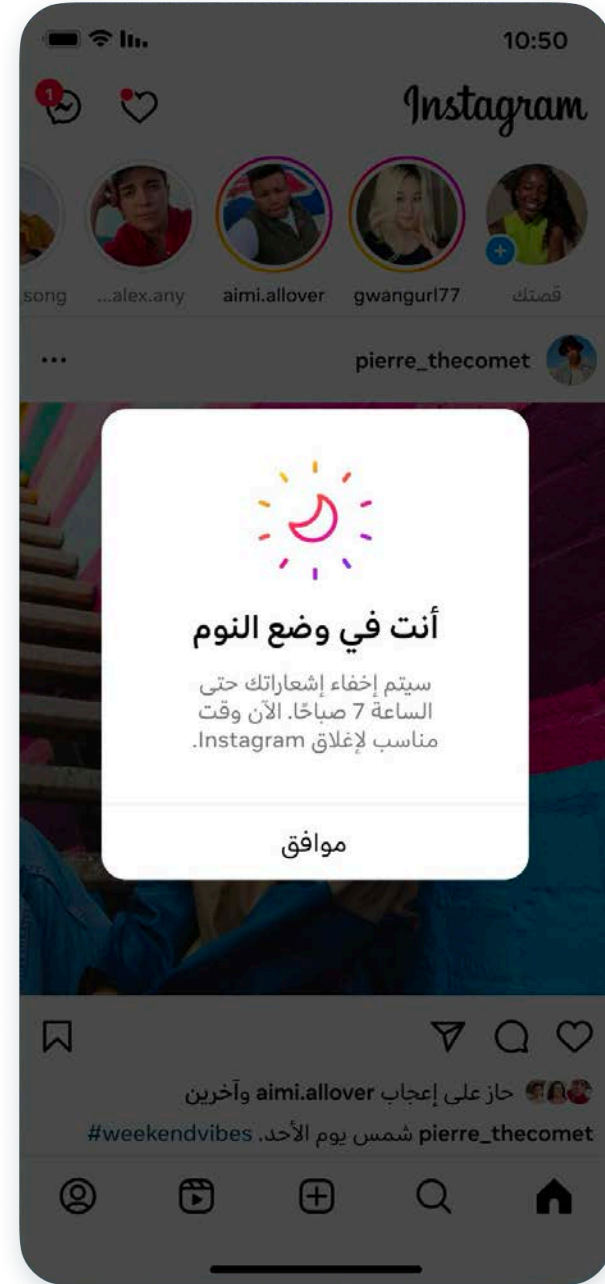 10:50
Instagram
1
قصتك
gwangurl77
aimi.allover
alex.any...
song
pierre_thecomet
أنت في وضع النوم
سيتم إخفاء إشعاراتك حتى
الساعة 7 صباحًا. الآن وقت
مناسب لإغلاق Instagram.
موافق
حاز على إعجاب aimi.allover وآخرين
pierre_thecomet شمس يوم الأحد. #weekendvibes